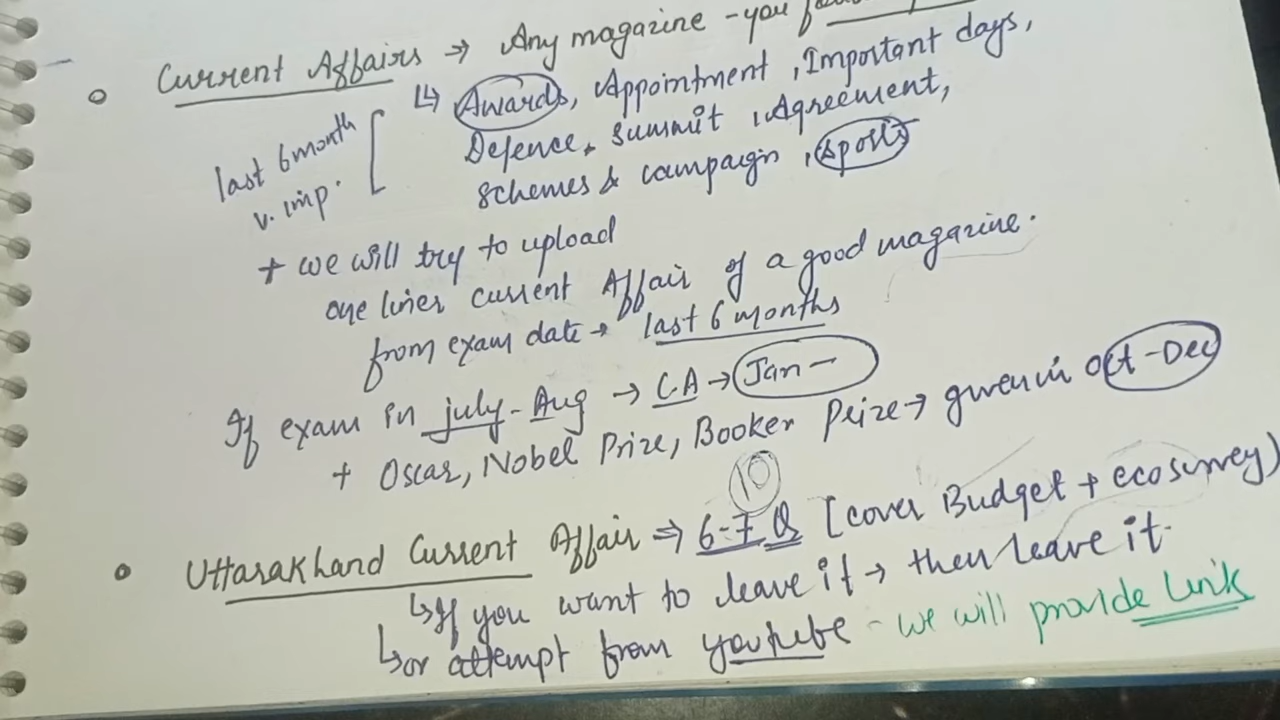 Current Affairs → Any magazine - you
↳ Awards, Appointment, Important days,
last 6 month Defence, summit, Agreement,
v. imp. schemes & campaign, sports
+ we will try to upload
one liner current Affair of a good magazine.
from exam date → last 6 months
If exam in july - Aug → CA → Jan -
+ Oscar, Nobel Prize, Booker Prize → given in Oct-Dec
10
Uttarakhand Current Affair ⇒ 6-7 Q [cover Budget + eco survey)
↳ If you want to leave it → then leave it.
↳ or attempt from youtube - we will provide link